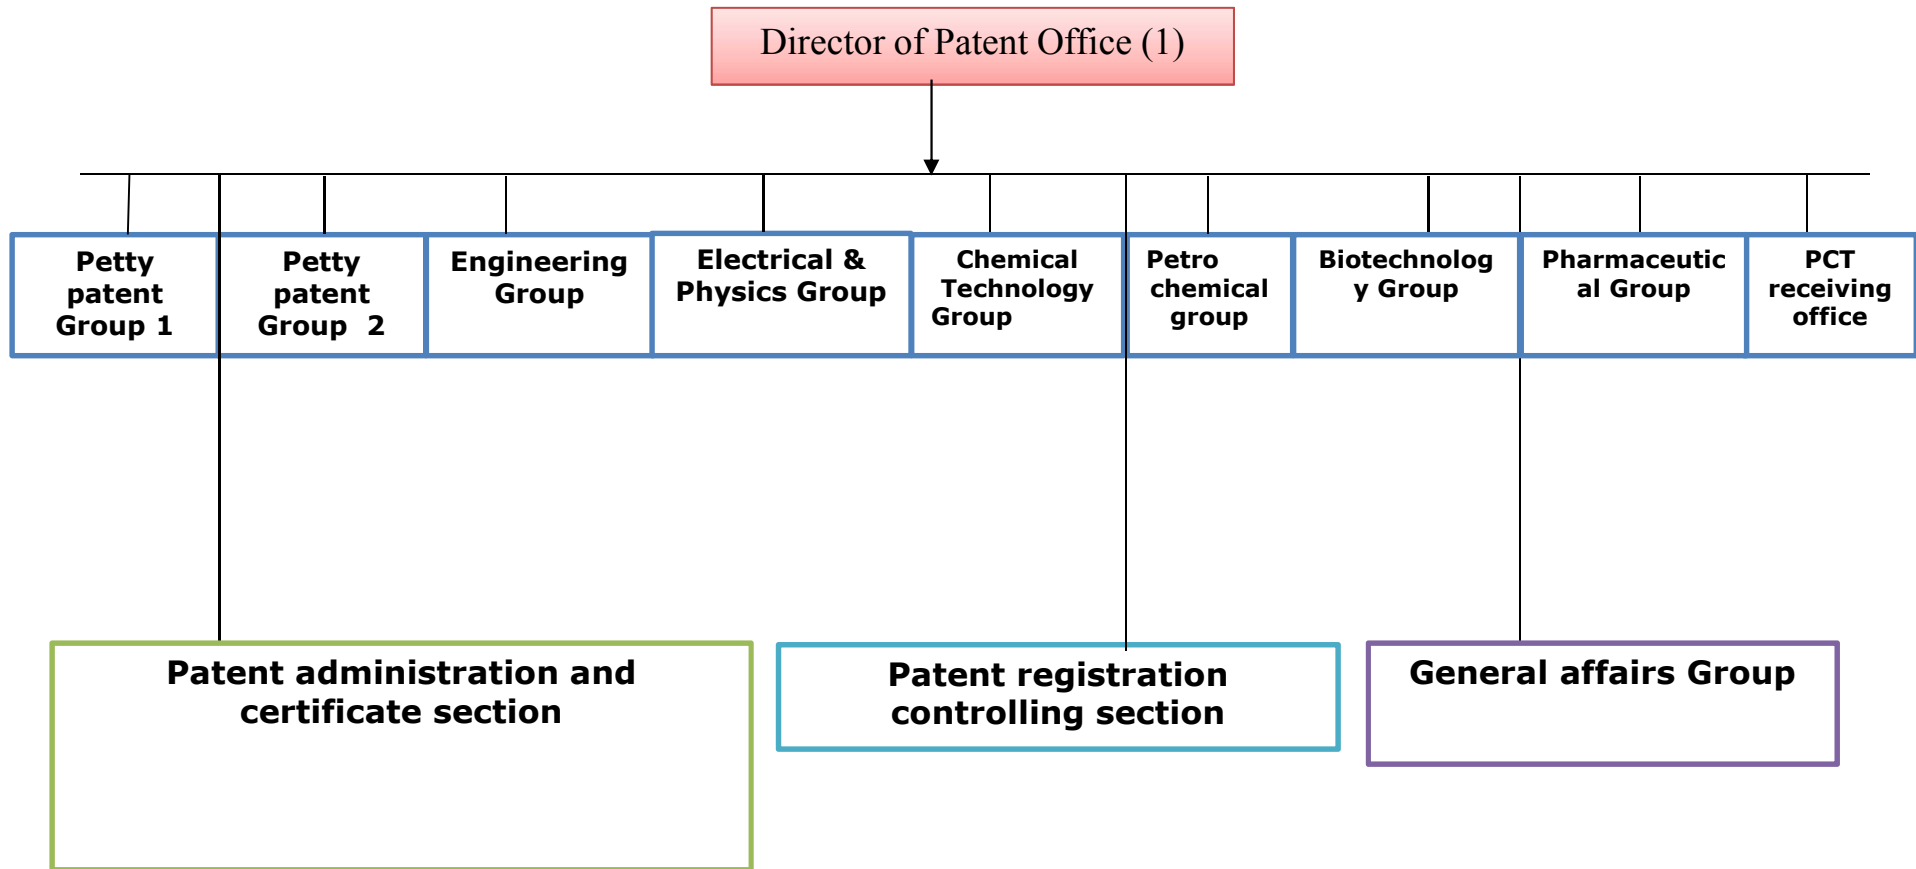 Director of Patent Office (1)
Petty
patent
Group 1
Petty
patent
Group  2
Engineering
Group
Electrical &
Physics Group
Chemical
Technology
Group
Petro
chemical
group
Biotechnolog
y Group
Pharmaceutic
al Group
PCT
receiving
office
Patent administration and
certificate section
Patent registration
controlling section
General affairs Group